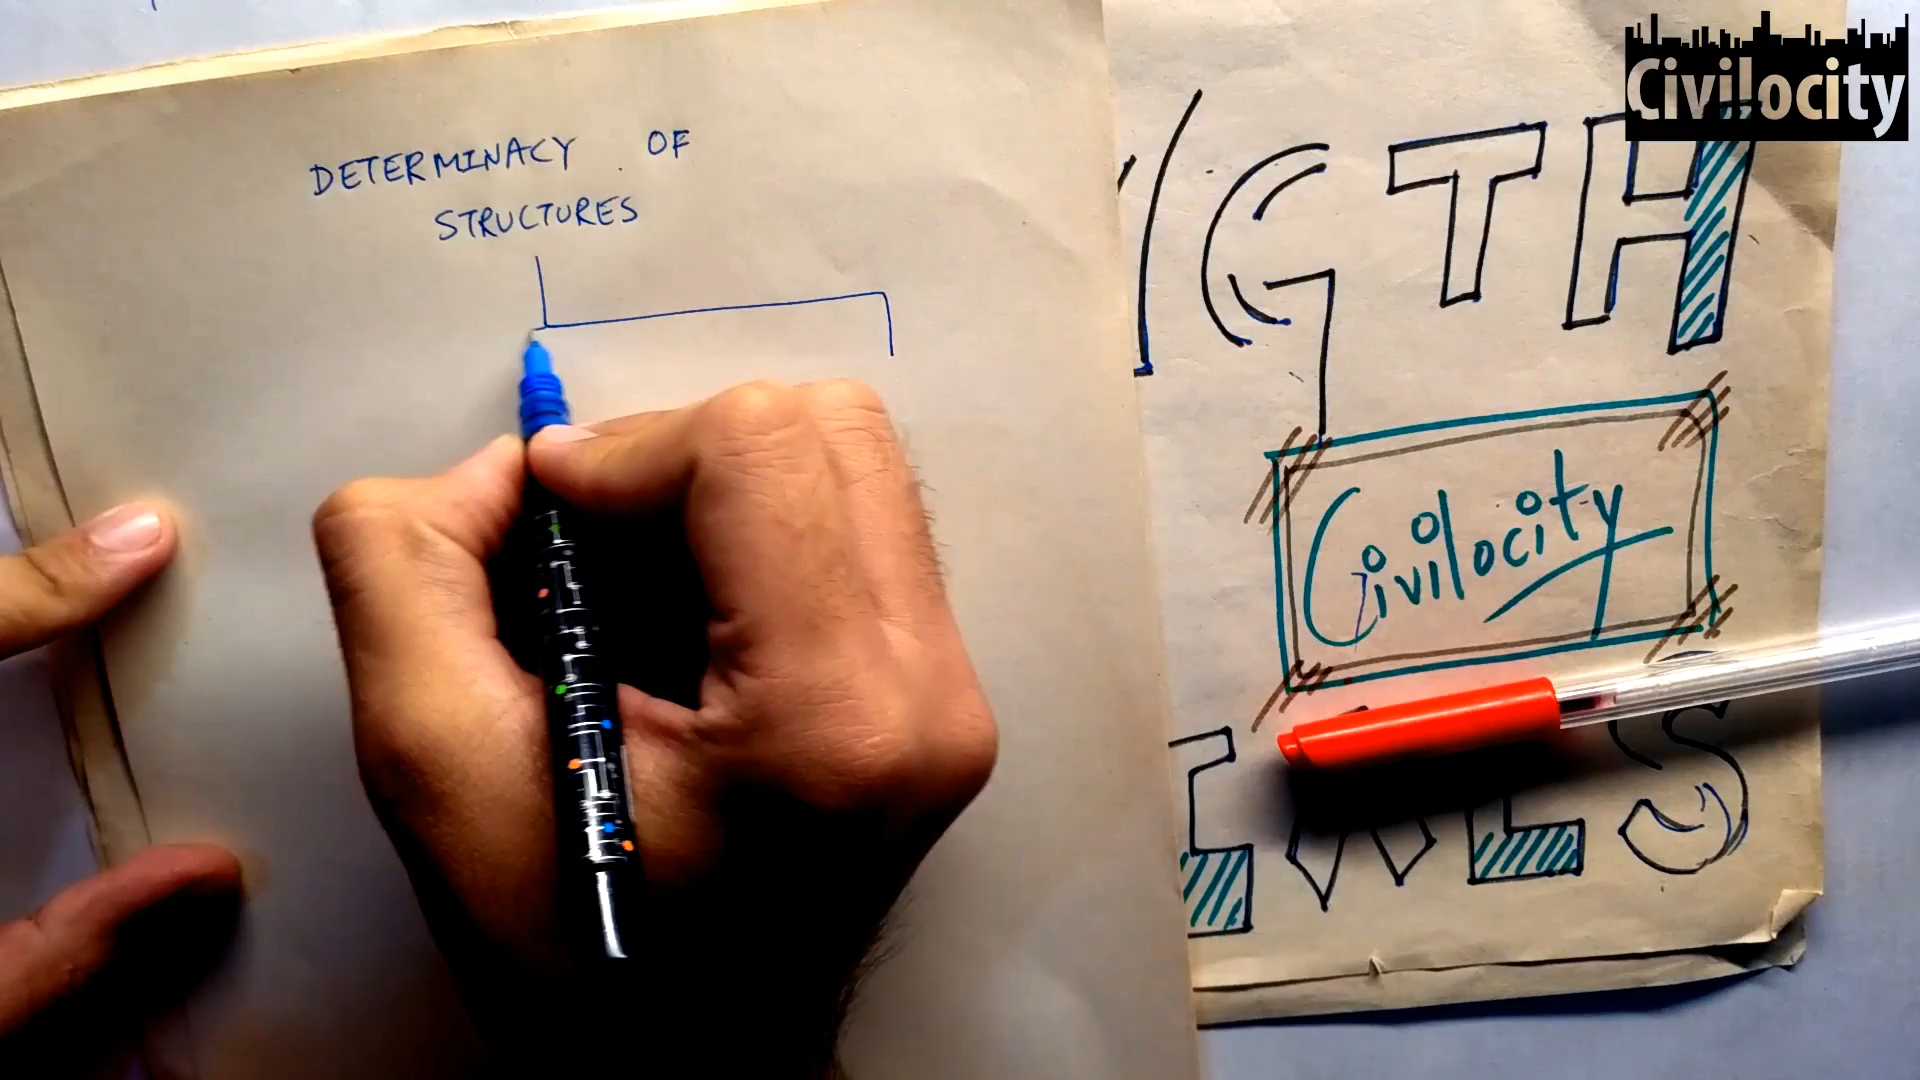 DETERMINACY OF
STRUCTURES
Civilocity
GTH
Civilocity